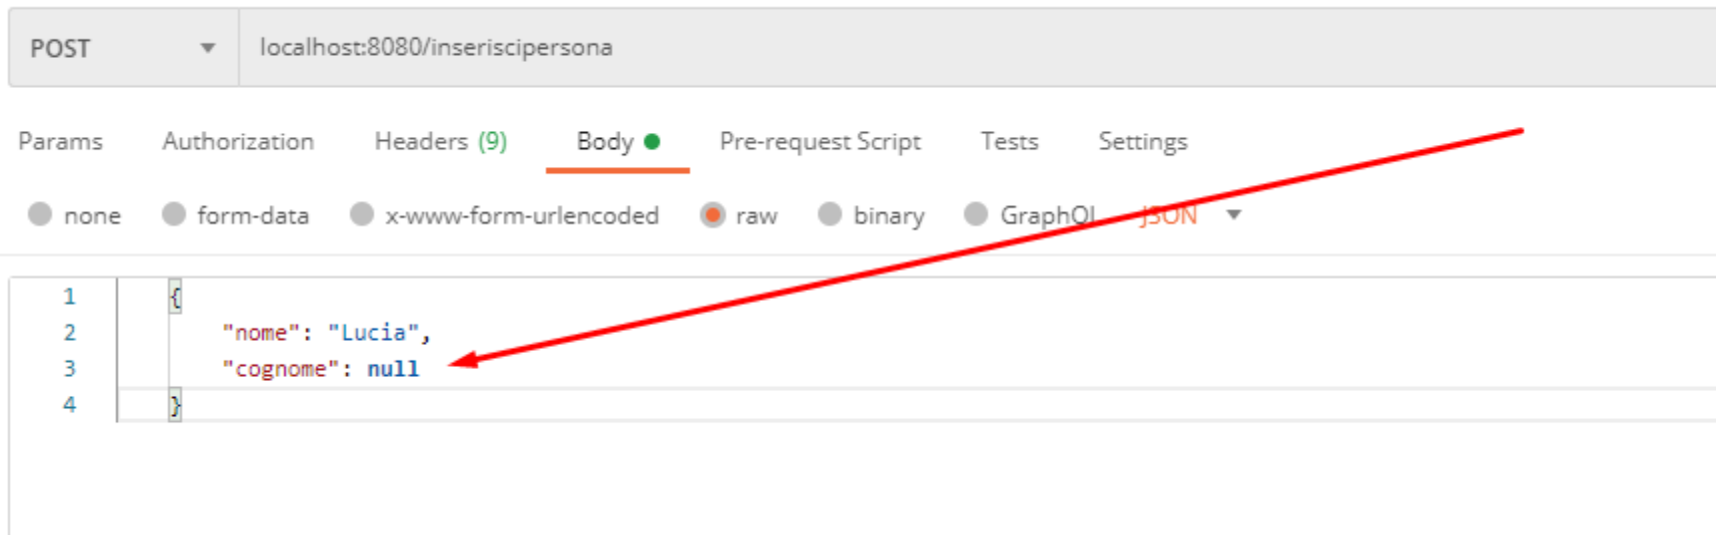 POST localhost:8080/inseriscipersona
Params Authorization Headers (9) Body Pre-request Script Tests Settings
none form-data x-www-form-urlencoded raw binary GraphQL JSON
1 {
2 "nome": "Lucia",
3 "cognome": null
4 }